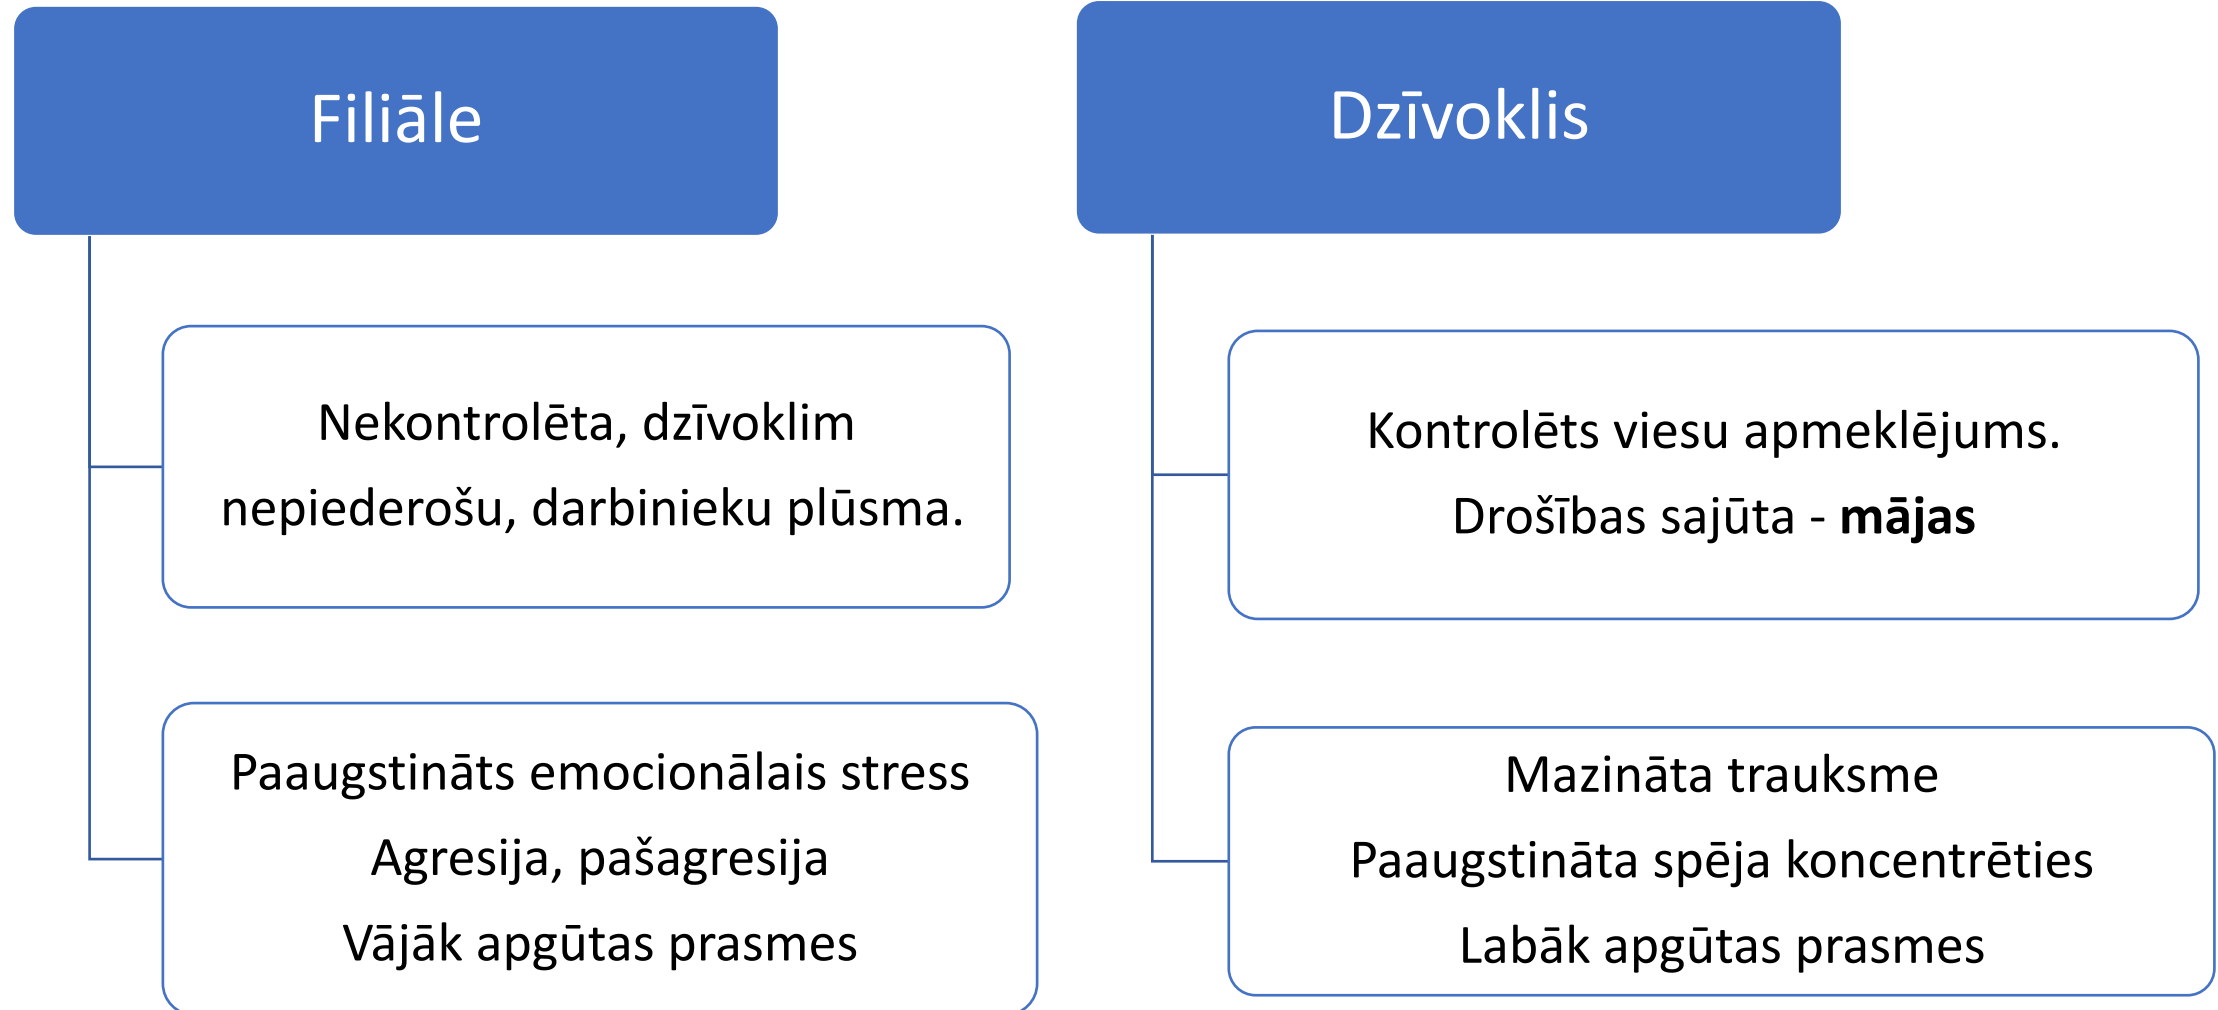 Filiāle
Nekontrolēta, dzīvoklim
nepiederošu, darbinieku plūsma.
Paaugstināts emocionālais stress
Agresija, pašagresija
Vājāk apgūtas prasmes
Dzīvoklis
Kontrolēts viesu apmeklējums.
Drošības sajūta - mājas
Mazināta trauksme
Paaugstināta spēja koncentrēties
Labāk apgūtas prasmes